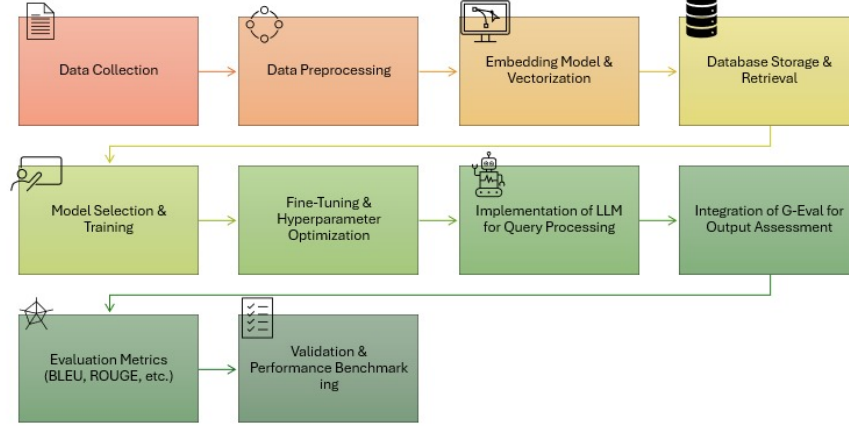 Data Collection
Data Preprocessing
Embedding Model &
Vectorization
Database Storage &
Retrieval
Model Selection &
Training
Fine-Tuning &
Hyperparameter
Optimization
Implementation of LLM
for Query Processing
Integration of G-Eval for
Output Assessment
Evaluation Metrics
(BLEU, ROUGE, etc.)
Validation &
Performance Benchmark
ing